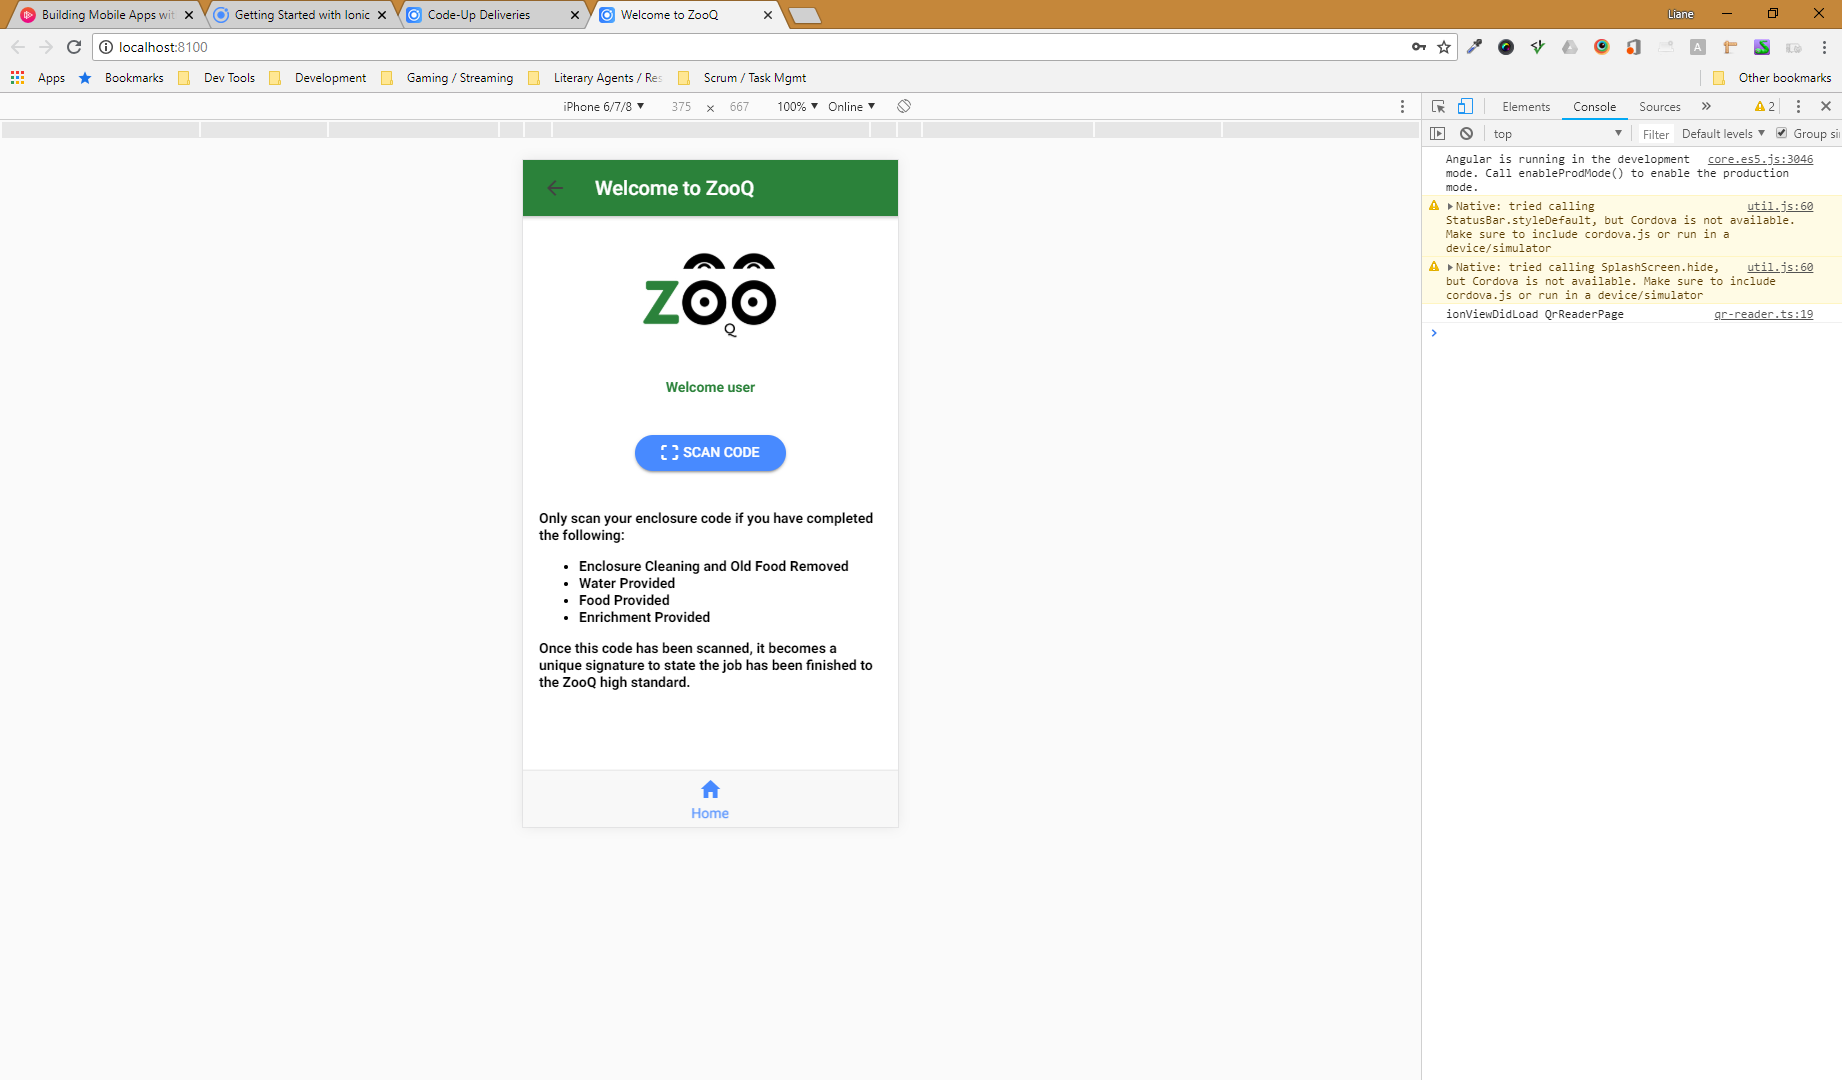 Building Mobile Apps wit
Getting Started with Ionic
Code-Up Deliveries
Welcome to ZooQ
Liane
localhost:8100
Apps
Bookmarks
Dev Tools
Development
Gaming / Streaming
Literary Agents / Res
Scrum / Task Mgmt
Other bookmarks
iPhone 6/7/8 375 × 667 100% Online
Elements Console Sources » 2
top Filter Default levels Group si
Welcome to ZooQ
ZOO
Q
Welcome user
SCAN CODE
Only scan your enclosure code if you have completed
the following:
• Enclosure Cleaning and Old Food Removed
• Water Provided
• Food Provided
• Enrichment Provided
Once this code has been scanned, it becomes a
unique signature to state the job has been finished to
the ZooQ high standard.
Home
Angular is running in the development core.es5.js:3046
mode. Call enableProdMode() to enable the production
mode.
Native: tried calling util.js:60
StatusBar.styleDefault, but Cordova is not available.
Make sure to include cordova.js or run in a
device/simulator
Native: tried calling SplashScreen.hide, util.js:60
but Cordova is not available. Make sure to include
cordova.js or run in a device/simulator
ionViewDidLoad QrReaderPage qr-reader.ts:19